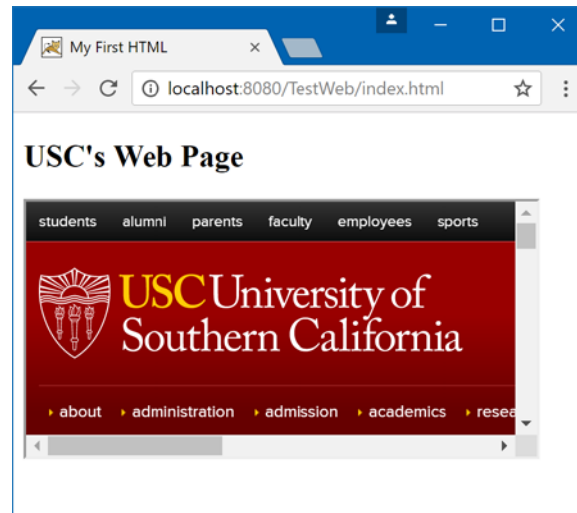 My First HTML
localhost:8080/TestWeb/index.html
USC's Web Page
students alumni parents faculty employees sports
USC University of
Southern California
about administration admission academics resea